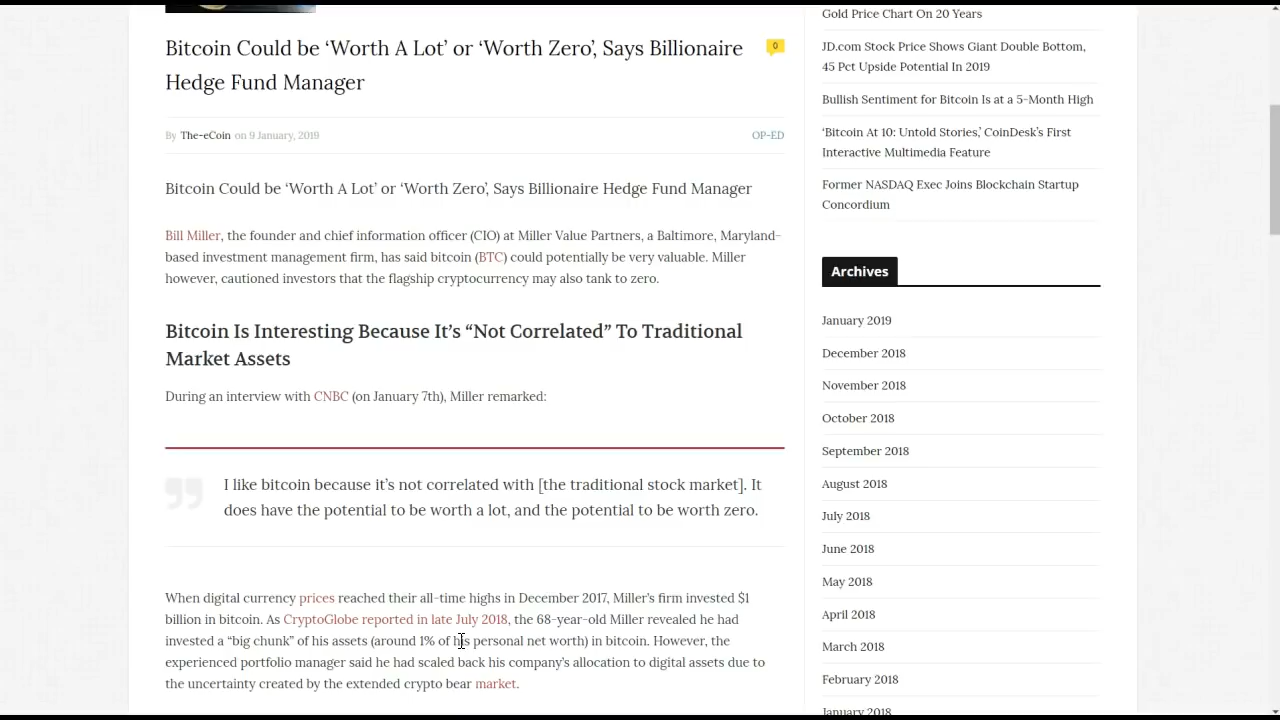 Bitcoin Could be ‘Worth A Lot’ or ‘Worth Zero’, Says Billionaire
Hedge Fund Manager
0
By The-eCoin on 9 January, 2019
OP-ED
Bitcoin Could be ‘Worth A Lot’ or ‘Worth Zero’, Says Billionaire Hedge Fund Manager
Bill Miller, the founder and chief information officer (CIO) at Miller Value Partners, a Baltimore, Maryland-
based investment management firm, has said bitcoin (BTC) could potentially be very valuable. Miller
however, cautioned investors that the flagship cryptocurrency may also tank to zero.
Bitcoin Is Interesting Because It’s “Not Correlated” To Traditional
Market Assets
During an interview with CNBC (on January 7th), Miller remarked:
I like bitcoin because it’s not correlated with [the traditional stock market]. It
does have the potential to be worth a lot, and the potential to be worth zero.
When digital currency prices reached their all-time highs in December 2017, Miller’s firm invested $1
billion in bitcoin. As CryptoGlobe reported in late July 2018, the 68-year-old Miller revealed he had
invested a “big chunk” of his assets (around 1% of his personal net worth) in bitcoin. However, the
experienced portfolio manager said he had scaled back his company’s allocation to digital assets due to
the uncertainty created by the extended crypto bear market.
Gold Price Chart On 20 Years
JD.com Stock Price Shows Giant Double Bottom,
45 Pct Upside Potential In 2019
Bullish Sentiment for Bitcoin Is at a 5-Month High
‘Bitcoin At 10: Untold Stories,’ CoinDesk’s First
Interactive Multimedia Feature
Former NASDAQ Exec Joins Blockchain Startup
Concordium
Archives
January 2019
December 2018
November 2018
October 2018
September 2018
August 2018
July 2018
June 2018
May 2018
April 2018
March 2018
February 2018
January 2018